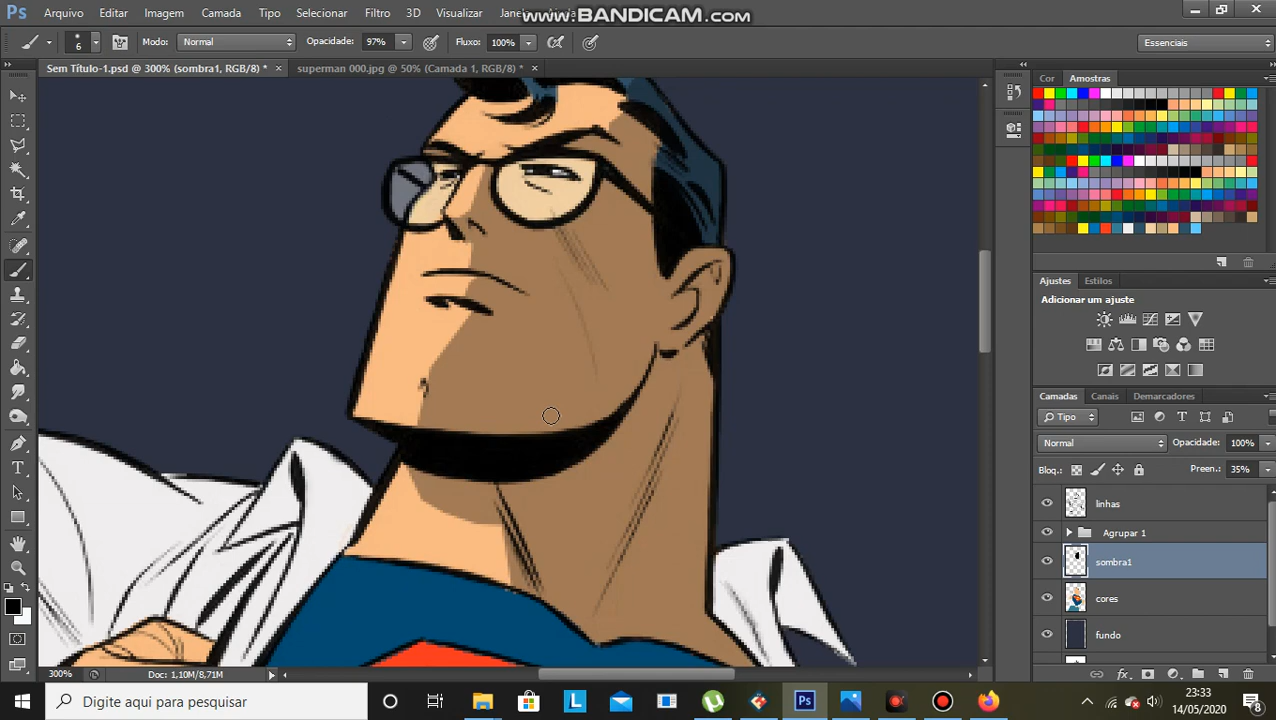 www.BANDICAM.com
Ps Arquivo Editar Imagem Camada Tipo Selecionar Filtro 3D Visualizar
6 Modo: Normal Opacidade: 97% Fluxo: 100% Essenciais
Sem Título-1.psd @ 300% (sombra1, RGB/8) * × superman 000.jpg @ 50% (Camada 1, RGB/8) * ×
Cor Amostras
Ajustes Estilos
Adicionar um ajuste
Camadas Canais Demarcadores
Tipo
Normal Opacidade: 100%
Bloq.: Preen.: 35%
linhas
Agrupar 1
sombra1
cores
fundo
300% Doc: 1,10M/8,71M
Digite aqui para pesquisar
L
Ps
23:33
14/05/2020
8